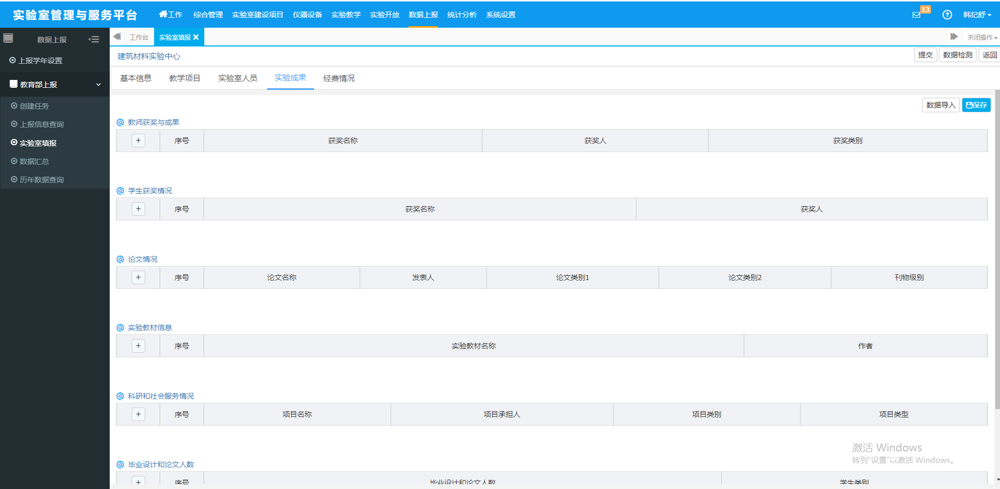 实验室管理与服务平台
工作 综合管理 实验室建设项目 仪器设备 实验教学 实验开放 数据上报 统计分析 系统设置
13
韩纪舒
数据上报
工作台 实验室填报
关闭操作
上报学年设置
教育部上报
创建任务
上报信息查询
实验室填报
数据汇总
历年数据查询
建筑材料实验中心
提交 数据检测 返回
基本信息 教学项目 实验室人员 实验成果 经费情况
数据导入 保存
教师获奖与成果
+ 序号 获奖名称 获奖人 获奖类别
学生获奖情况
+ 序号 获奖名称 获奖人
论文情况
+ 序号 论文名称 发表人 论文类别1 论文类别2 刊物级别
实验教材信息
+ 序号 实验教材名称 作者
科研和社会服务情况
+ 序号 项目名称 项目承担人 项目类别 项目类型
毕业设计和论文人数
+ 序号 毕业设计和论文人数 学生类别
激活 Windows
转到“设置”以激活 Windows。